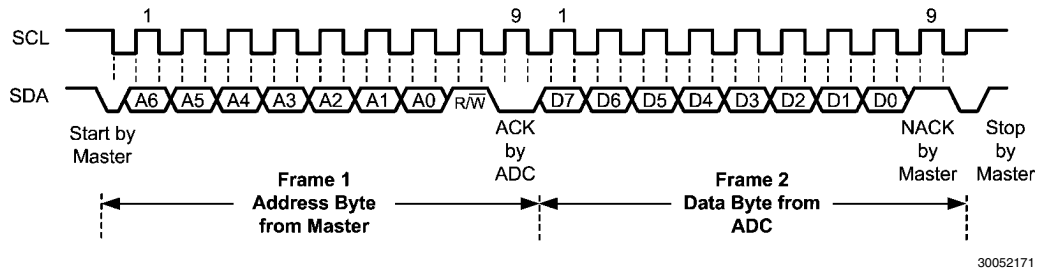 1 9 1 9
SCL
SDA A6 A5 A4 A3 A2 A1 A0 R/W D7 D6 D5 D4 D3 D2 D1 D0
Start by
Master
ACK
by
ADC
NACK
by
Master
Stop
by
Master
Frame 1
Address Byte
from Master
Frame 2
Data Byte from
ADC
30052171